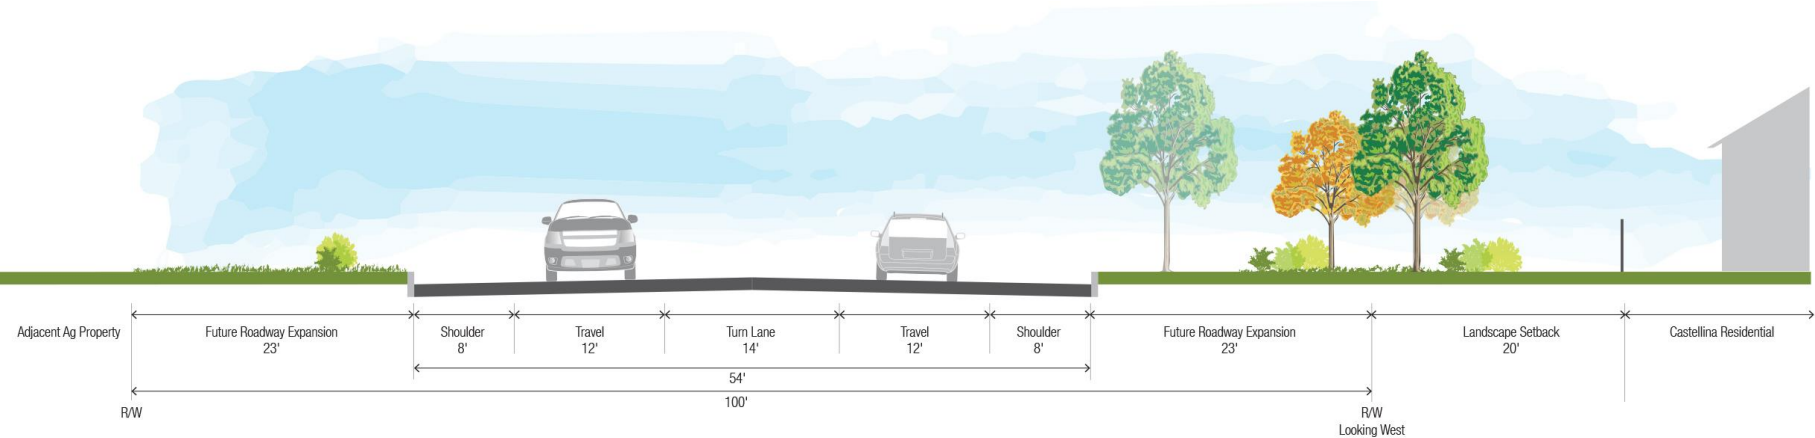 Adjacent Ag Property
Future Roadway Expansion
23'
Shoulder
8'
Travel
12'
Turn Lane
14'
Travel
12'
Shoulder
8'
Future Roadway Expansion
23'
Landscape Setback
20'
Castellina Residential
54'
100'
R/W
R/W
Looking West